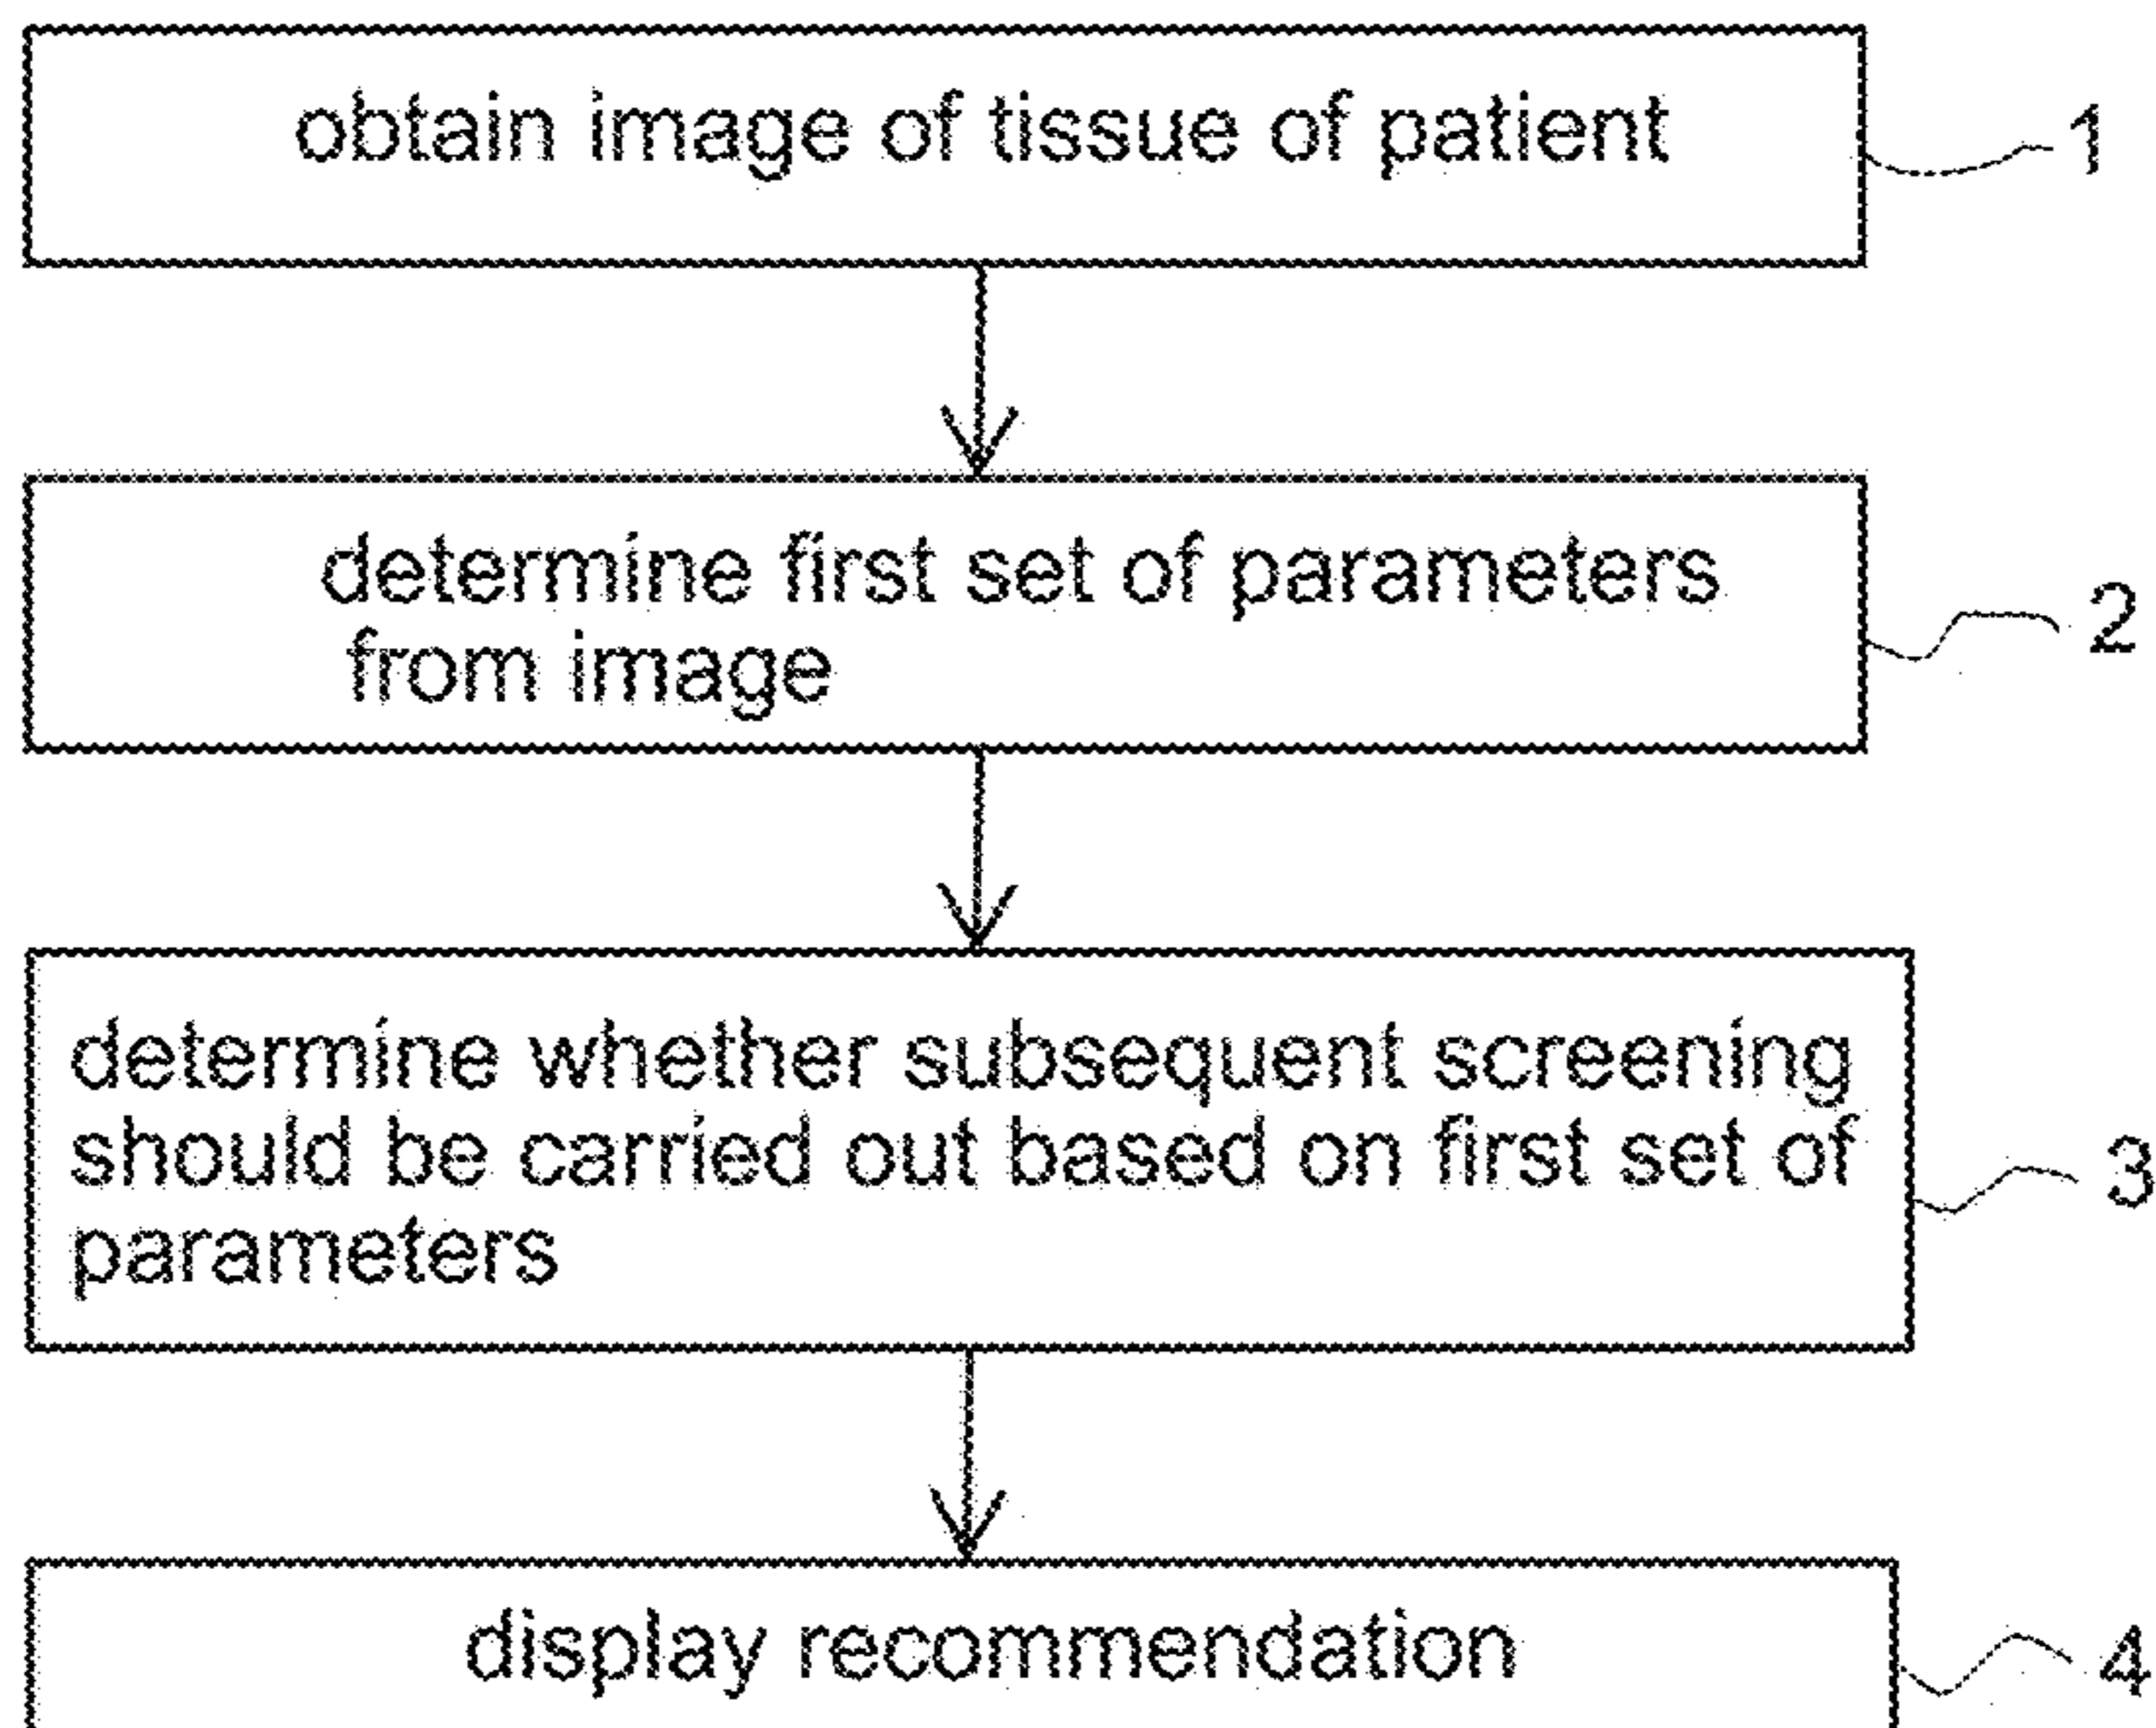 obtain image of tissue of patient
1
determine first set of parameters
from image
2
determine whether subsequent screening
should be carried out based on first set of
parameters
3
display recommendation
4